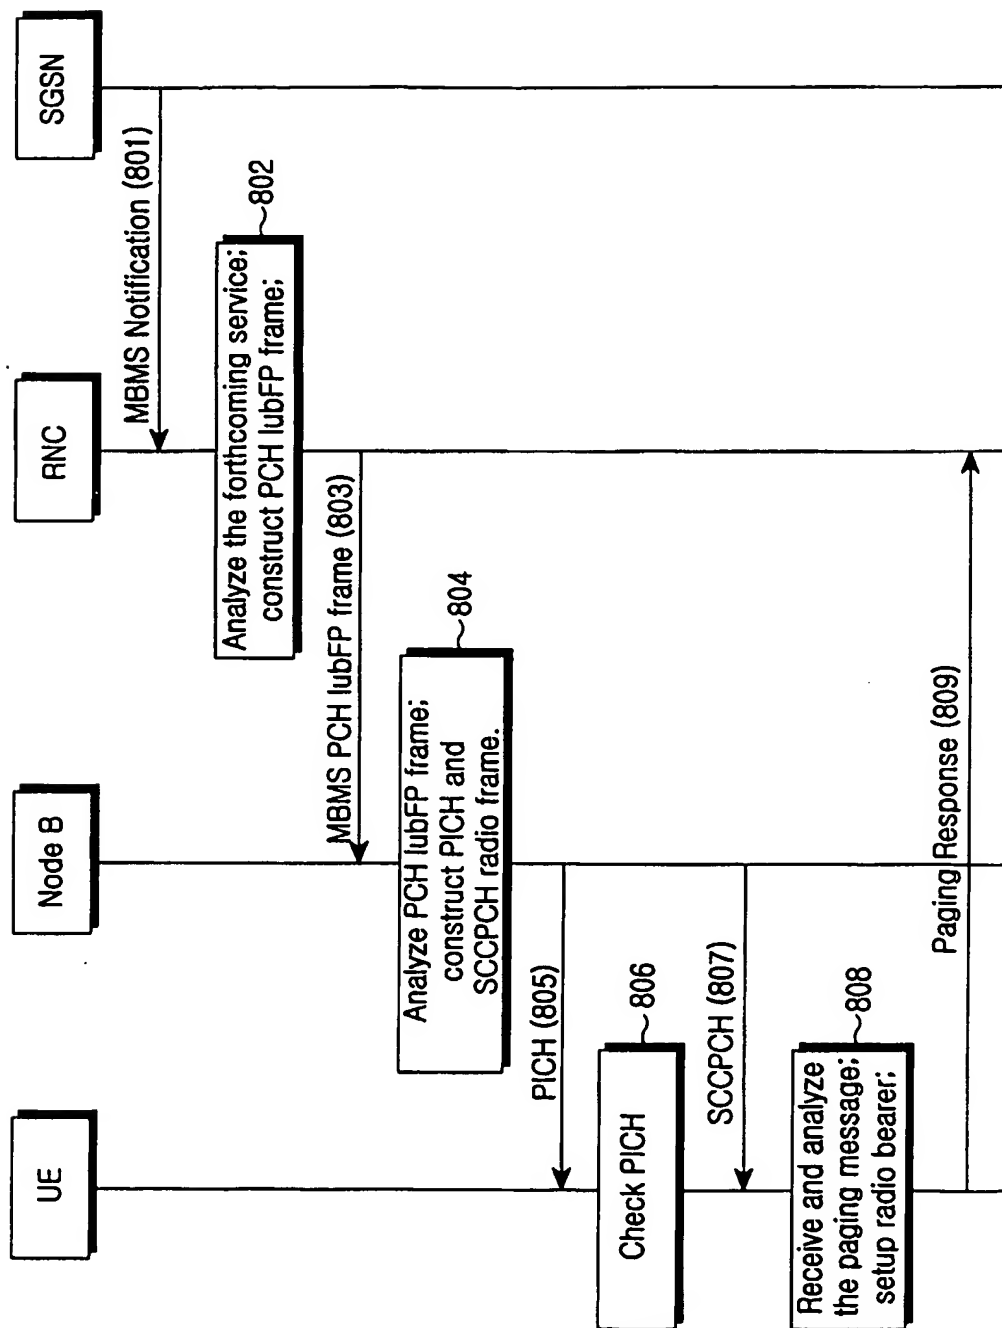 UE
Node B
RNC
SGSN
MBMS Notification (801)
802
Analyze the forthcoming service;
construct PCH IubFP frame;
MBMS PCH IubFP frame (803)
804
Analyze PCH IubFP frame;
construct PICH and
SCCPCH radio frame.
PICH (805)
806
Check PICH
SCCPCH (807)
808
Receive and analyze
the paging message;
setup radio bearer;
Paging Response (809)